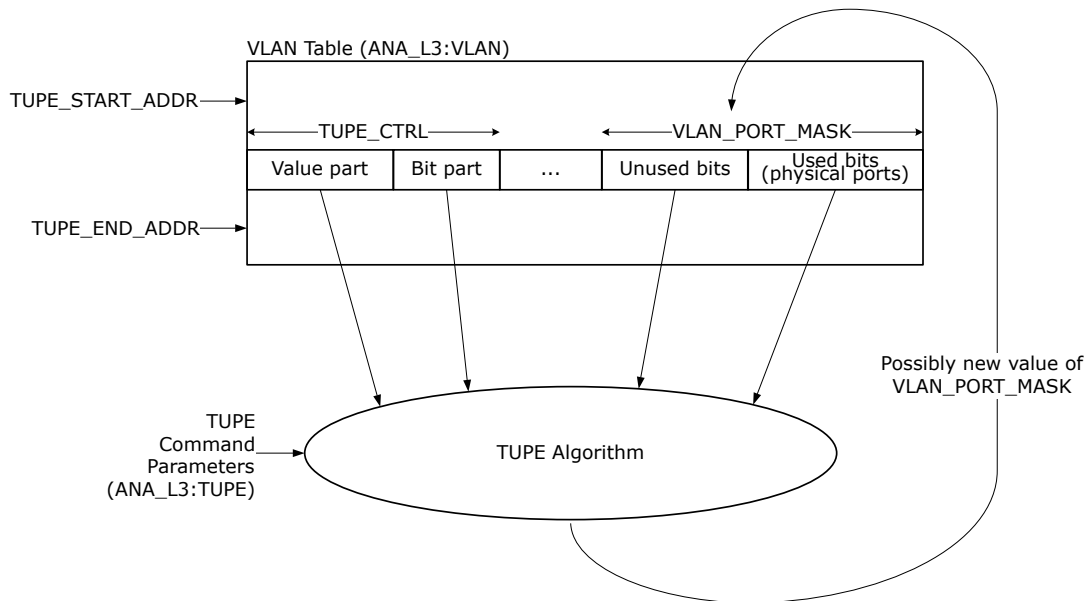 VLAN Table (ANA_L3:VLAN)
TUPE_START_ADDR
TUPE_CTRL
VLAN_PORT_MASK
Value part
Bit part
...
Unused bits
Used bits
(physical ports)
TUPE_END_ADDR
Possibly new value of
VLAN_PORT_MASK
TUPE
Command
Parameters
(ANA_L3:TUPE)
TUPE Algorithm